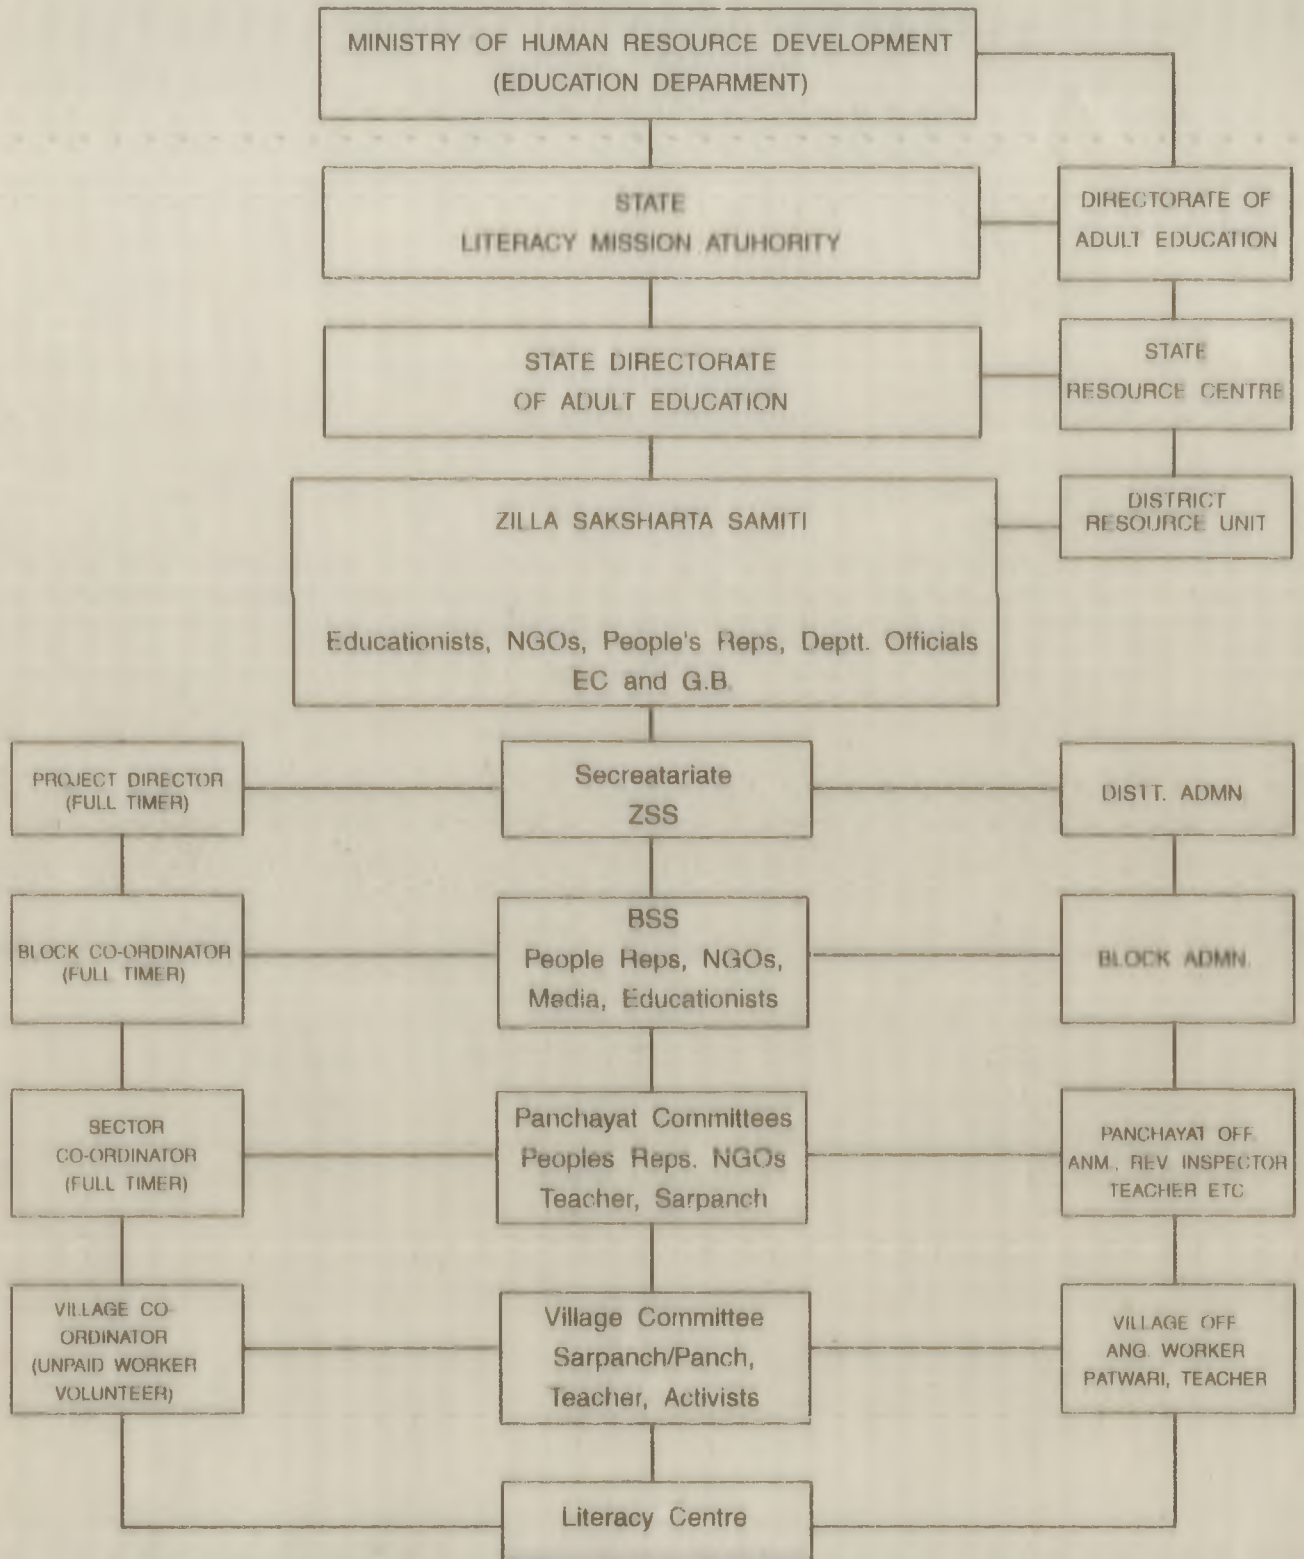 MINISTRY OF HUMAN RESOURCE DEVELOPMENT
(EDUCATION DEPARMENT)
STATE
LITERACY MISSION ATUHORITY
DIRECTORATE OF
ADULT EDUCATION
STATE DIRECTORATE
OF ADULT EDUCATION
STATE
RESOURCE CENTRE
ZILLA SAKSHARTA SAMITI
Educationists, NGOs, People's Reps, Deptt. Officials
EC and G.B.
DISTRICT
RESOURCE UNIT
PROJECT DIRECTOR
(FULL TIMER)
Secreatariate
ZSS
DISTT. ADMN
BLOCK CO-ORDINATOR
(FULL TIMER)
BSS
People Reps, NGOs,
Media, Educationists
BLOCK ADMN.
SECTOR
CO-ORDINATOR
(FULL TIMER)
Panchayat Committees
Peoples Reps. NGOs
Teacher, Sarpanch
PANCHAYAT OFF.
ANM., REV INSPECTOR
TEACHER ETC
VILLAGE CO-
ORDINATOR
(UNPAID WORKER
VOLUNTEER)
Village Committee
Sarpanch/Panch,
Teacher, Activists
VILLAGE OFF.
ANG. WORKER
PATWARI, TEACHER
Literacy Centre